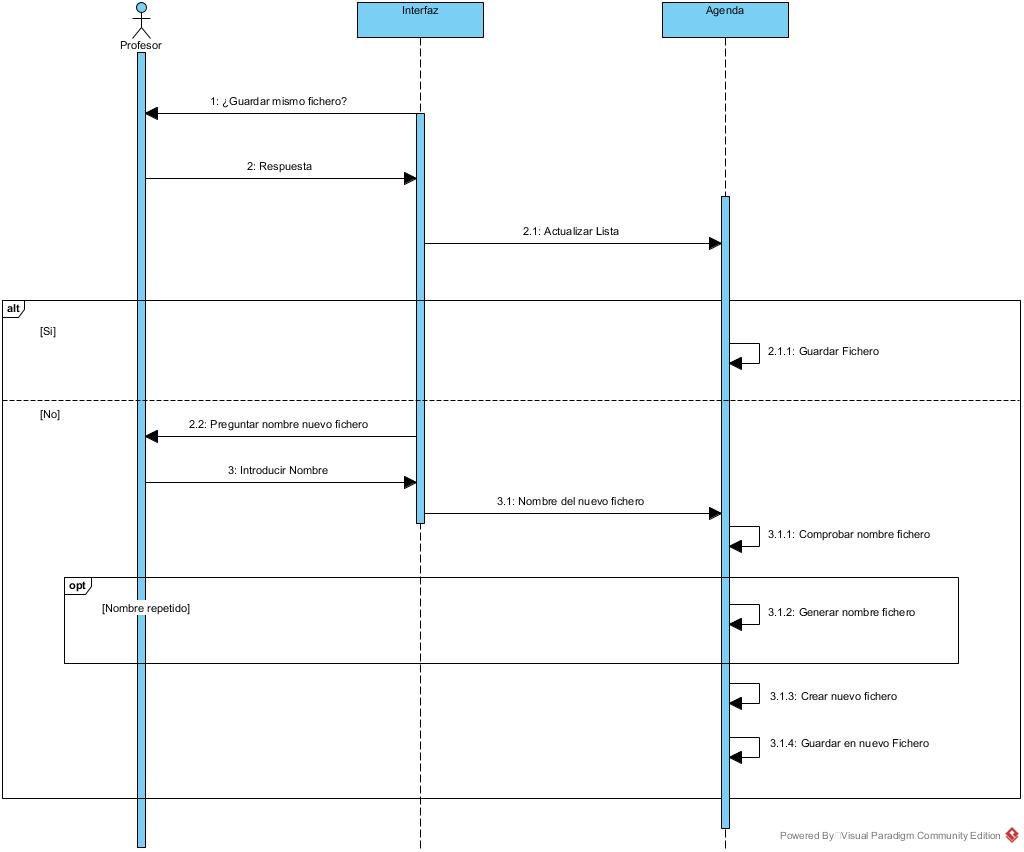 Interfaz
Agenda
Profesor
1: ¿Guardar mismo fichero?
2: Respuesta
2.1: Actualizar Lista
alt
[Si]
2.1.1: Guardar Fichero
[No]
2.2: Preguntar nombre nuevo fichero
3: Introducir Nombre
3.1: Nombre del nuevo fichero
3.1.1: Comprobar nombre fichero
opt
[Nombre repetido]
3.1.2: Generar nombre fichero
3.1.3: Crear nuevo fichero
3.1.4: Guardar en nuevo Fichero
Powered By Visual Paradigm Community Edition